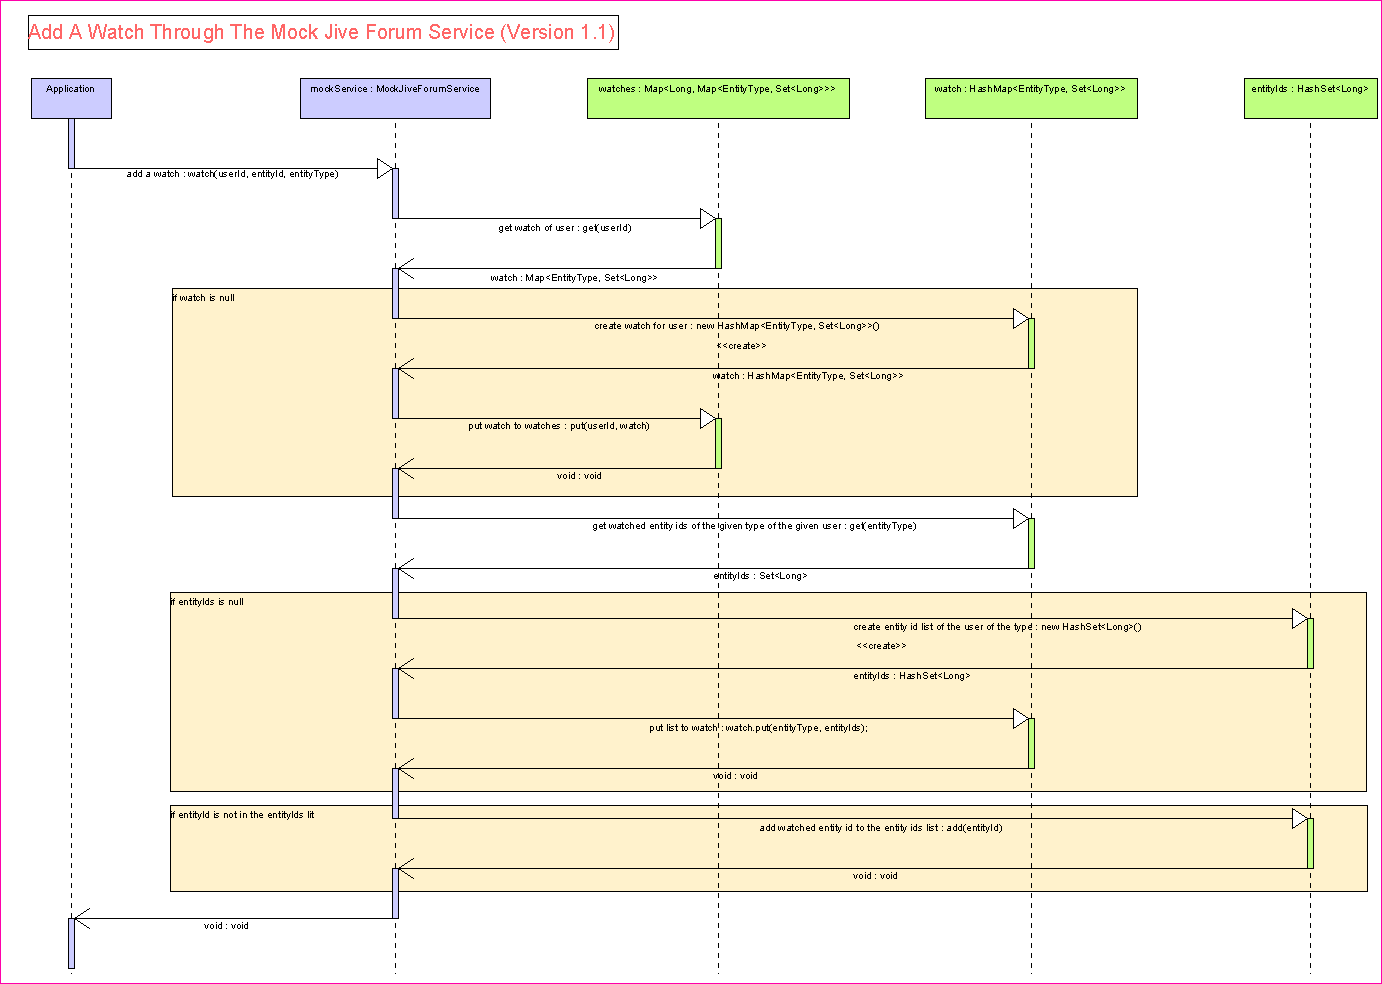 Add A Watch Through The Mock Jive Forum Service (Version 1.1)
Application
mockService : MockJiveForumService
watches : Map<Long, Map<EntityType, Set<Long>>>
watch : HashMap<EntityType, Set<Long>>
entityIds : HashSet<Long>
add a watch : watch(userId, entityId, entityType)
get watch of user : get(userId)
watch : Map<EntityType, Set<Long>>
if watch is null
create watch for user : new HashMap<EntityType, Set<Long>>()
<<create>>
watch : HashMap<EntityType, Set<Long>>
put watch to watches : put(userId, watch)
void : void
get watched entity ids of the given type of the given user : get(entityType)
entityIds : Set<Long>
if entityIds is null
create entity id list of the user of the type : new HashSet<Long>()
<<create>>
entityIds : HashSet<Long>
put list to watch : watch.put(entityType, entityIds);
void : void
if entityId is not in the entityIds lit
add watched entity id to the entity ids list : add(entityId)
void : void
void : void